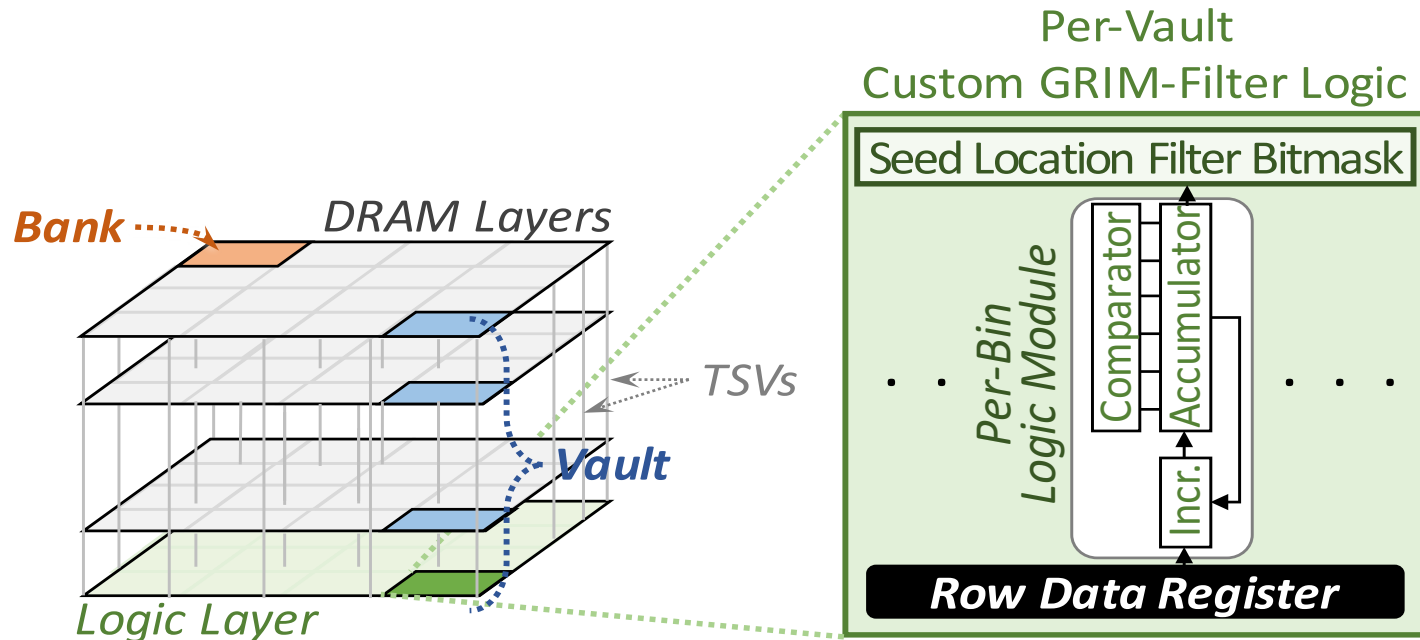 Per-Vault
Custom GRIM-Filter Logic
Seed Location Filter Bitmask
DRAM Layers
Bank
Comparator
Accumulator
Per-Bin
Logic Module
TSVs
. .
. . .
Vault
Incr.
Row Data Register
Logic Layer